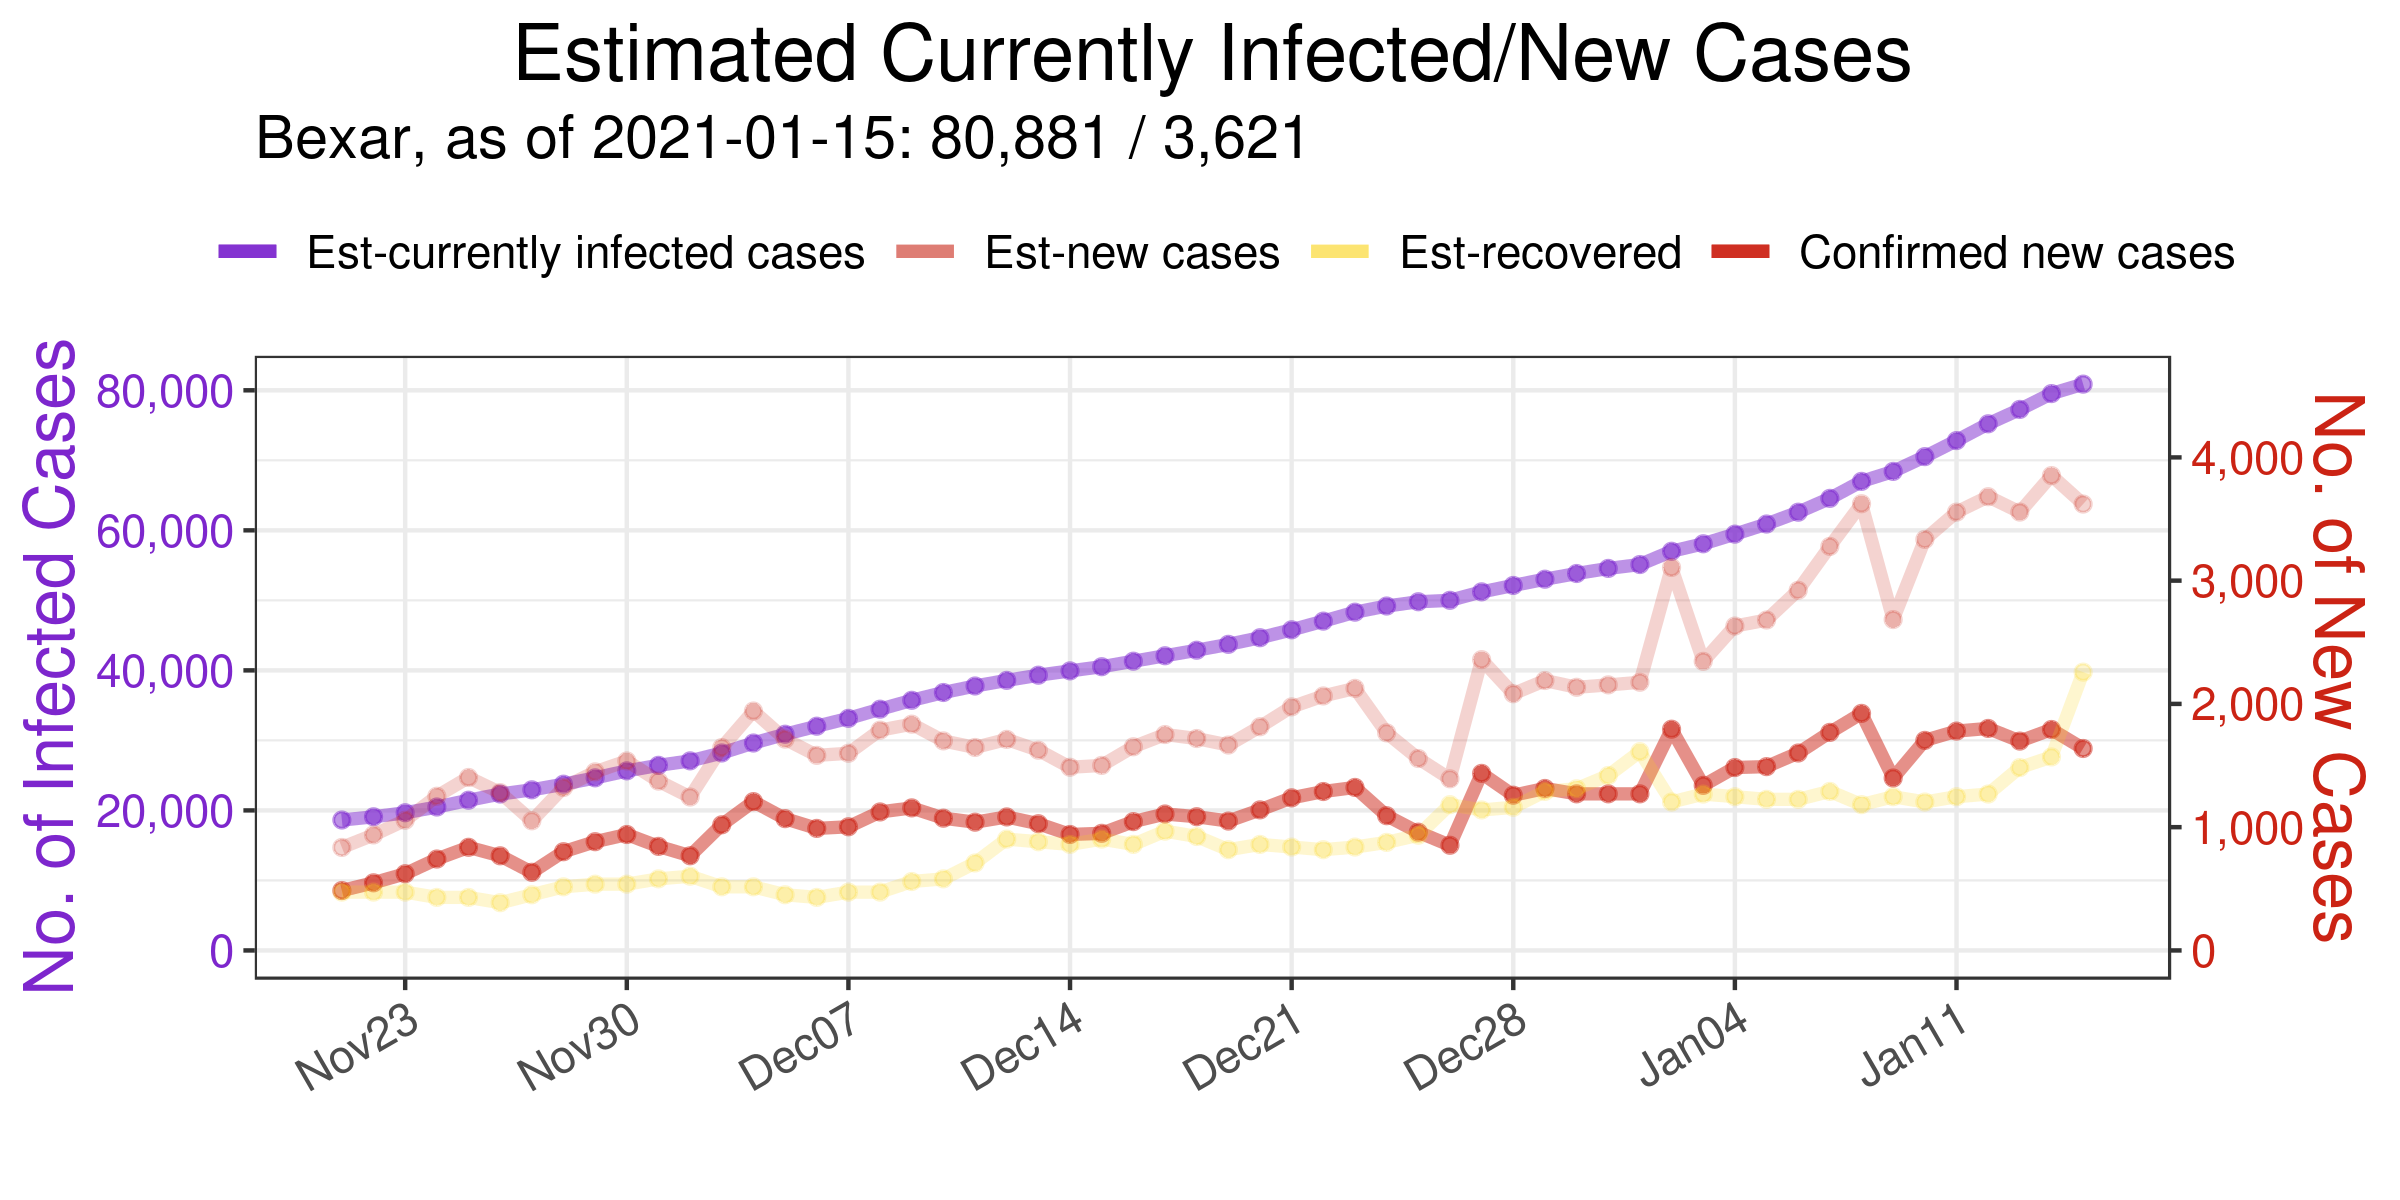 Estimated Currently Infected/New Cases
Bexar, as of 2021-01-15: 80,881 / 3,621
Est-currently infected cases Est-new cases Est-recovered Confirmed new cases
No. of Infected Cases
80,000
60,000
40,000
20,000
0
4,000
3,000
2,000
1,000
0
No. of New Cases
Nov23 Nov30 Dec07 Dec14 Dec21 Dec28 Jan04 Jan11